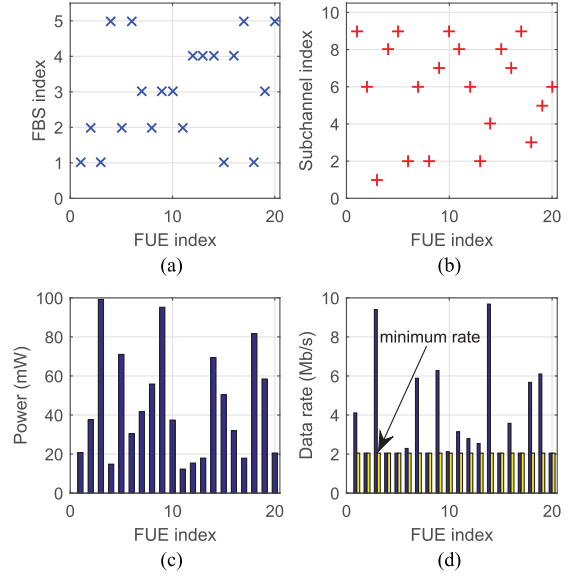 5
4
3
2
1
0
FBS index
0
10
20
FUE index
(a)
10
8
6
4
2
0
Subchannel index
0
10
20
FUE index
(b)
100
80
60
40
20
0
Power (mW)
0
10
20
FUE index
(c)
10
8
6
4
2
0
Data rate (Mb/s)
minimum rate
0
10
20
FUE index
(d)